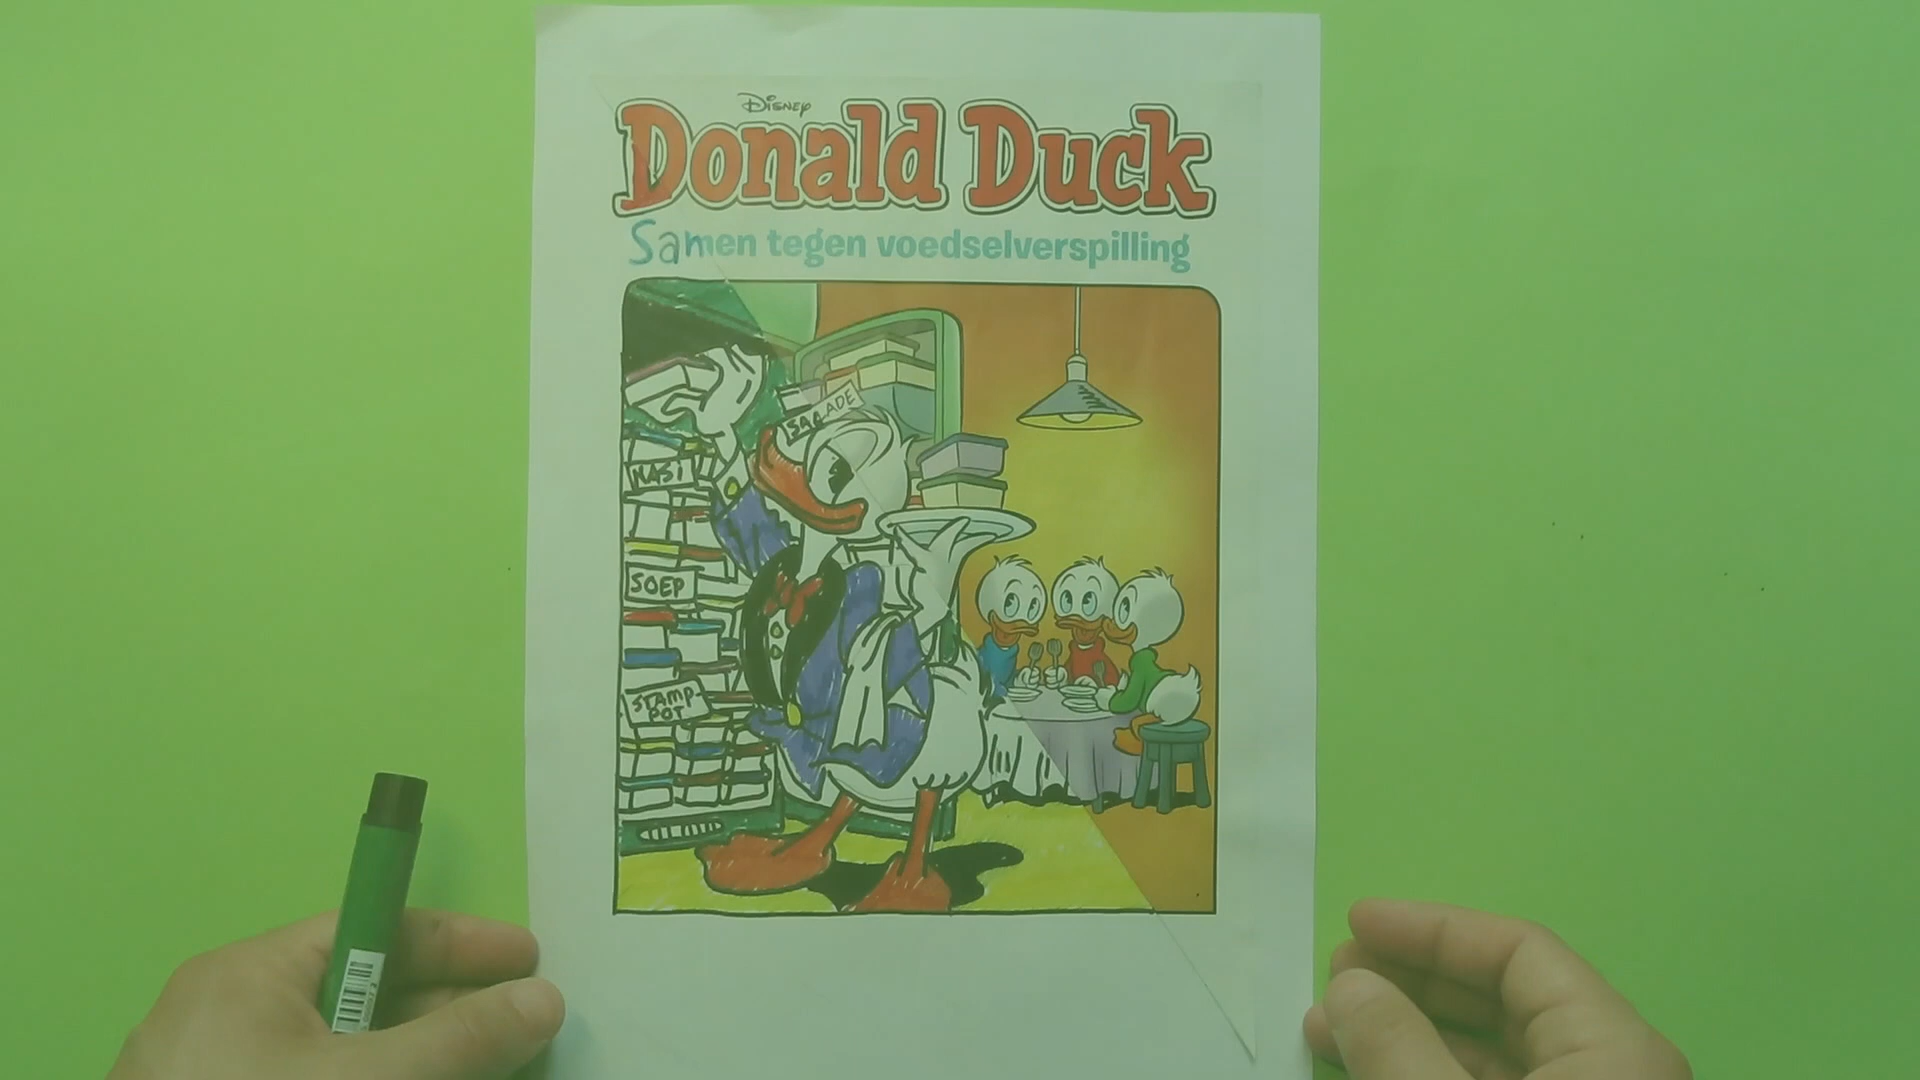 Disney
Donald Duck
Samen tegen voedselverspilling
SALADE
NASI
SOEP
STAMP-
POT